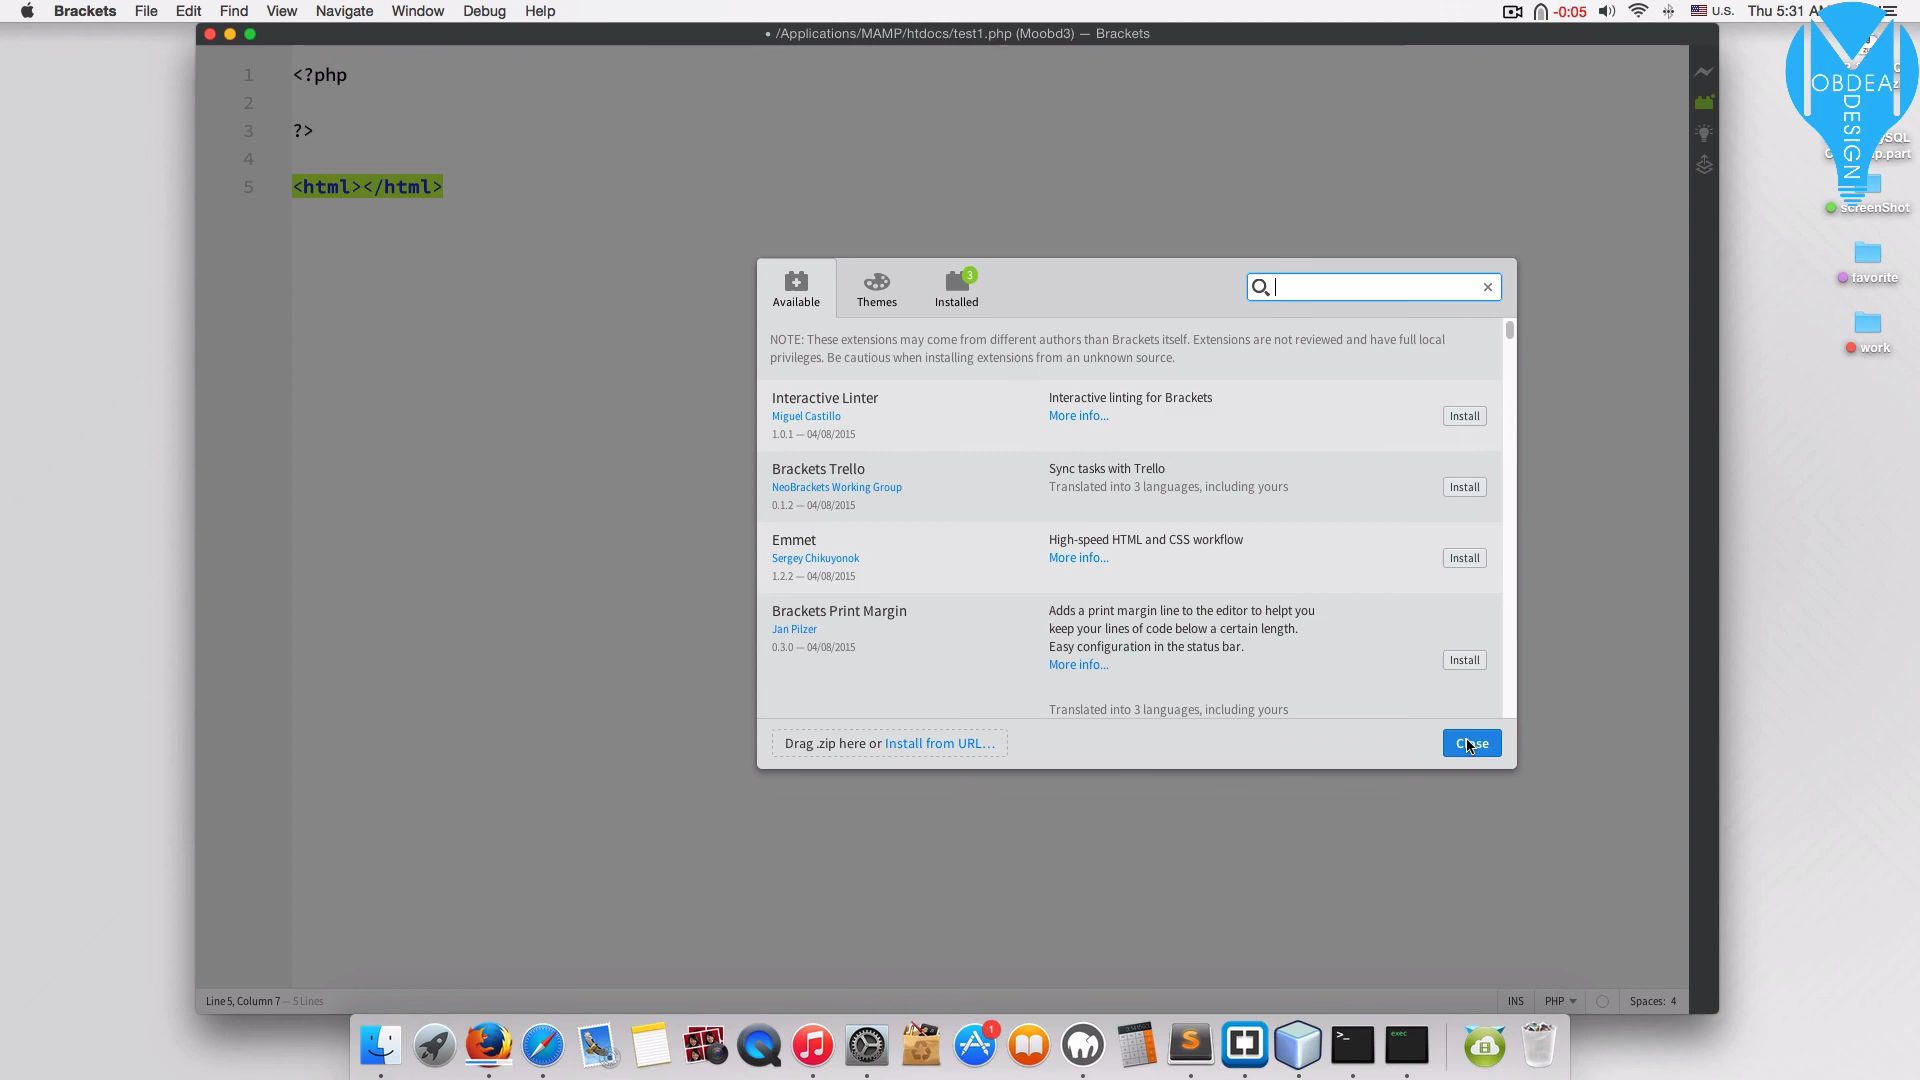 Brackets File Edit Find View Navigate Window Debug Help
-0:05 U.S. Thu 5:31 AM
• /Applications/MAMP/htdocs/test1.php (Moobd3) — Brackets
1 <?php
2
3 ?>
4
5 <html></html>
Available
Themes
3
Installed
NOTE: These extensions may come from different authors than Brackets itself. Extensions are not reviewed and have full local
privileges. Be cautious when installing extensions from an unknown source.
Interactive Linter
Miguel Castillo
1.0.1 — 04/08/2015
Interactive linting for Brackets
More info...
Install
Brackets Trello
NeoBrackets Working Group
0.1.2 — 04/08/2015
Sync tasks with Trello
Translated into 3 languages, including yours
Install
Emmet
Sergey Chikuyonok
1.2.2 — 04/08/2015
High-speed HTML and CSS workflow
More info...
Install
Brackets Print Margin
Jan Pilzer
0.3.0 — 04/08/2015
Adds a print margin line to the editor to helpt you
keep your lines of code below a certain length.
Easy configuration in the status bar.
More info...
Translated into 3 languages, including yours
Install
Drag .zip here or Install from URL...
Close
Line 5, Column 7 — 5 Lines
INS PHP Spaces: 4
OBDEA
DESIGN
screenShot
favorite
work
1
>_
exec